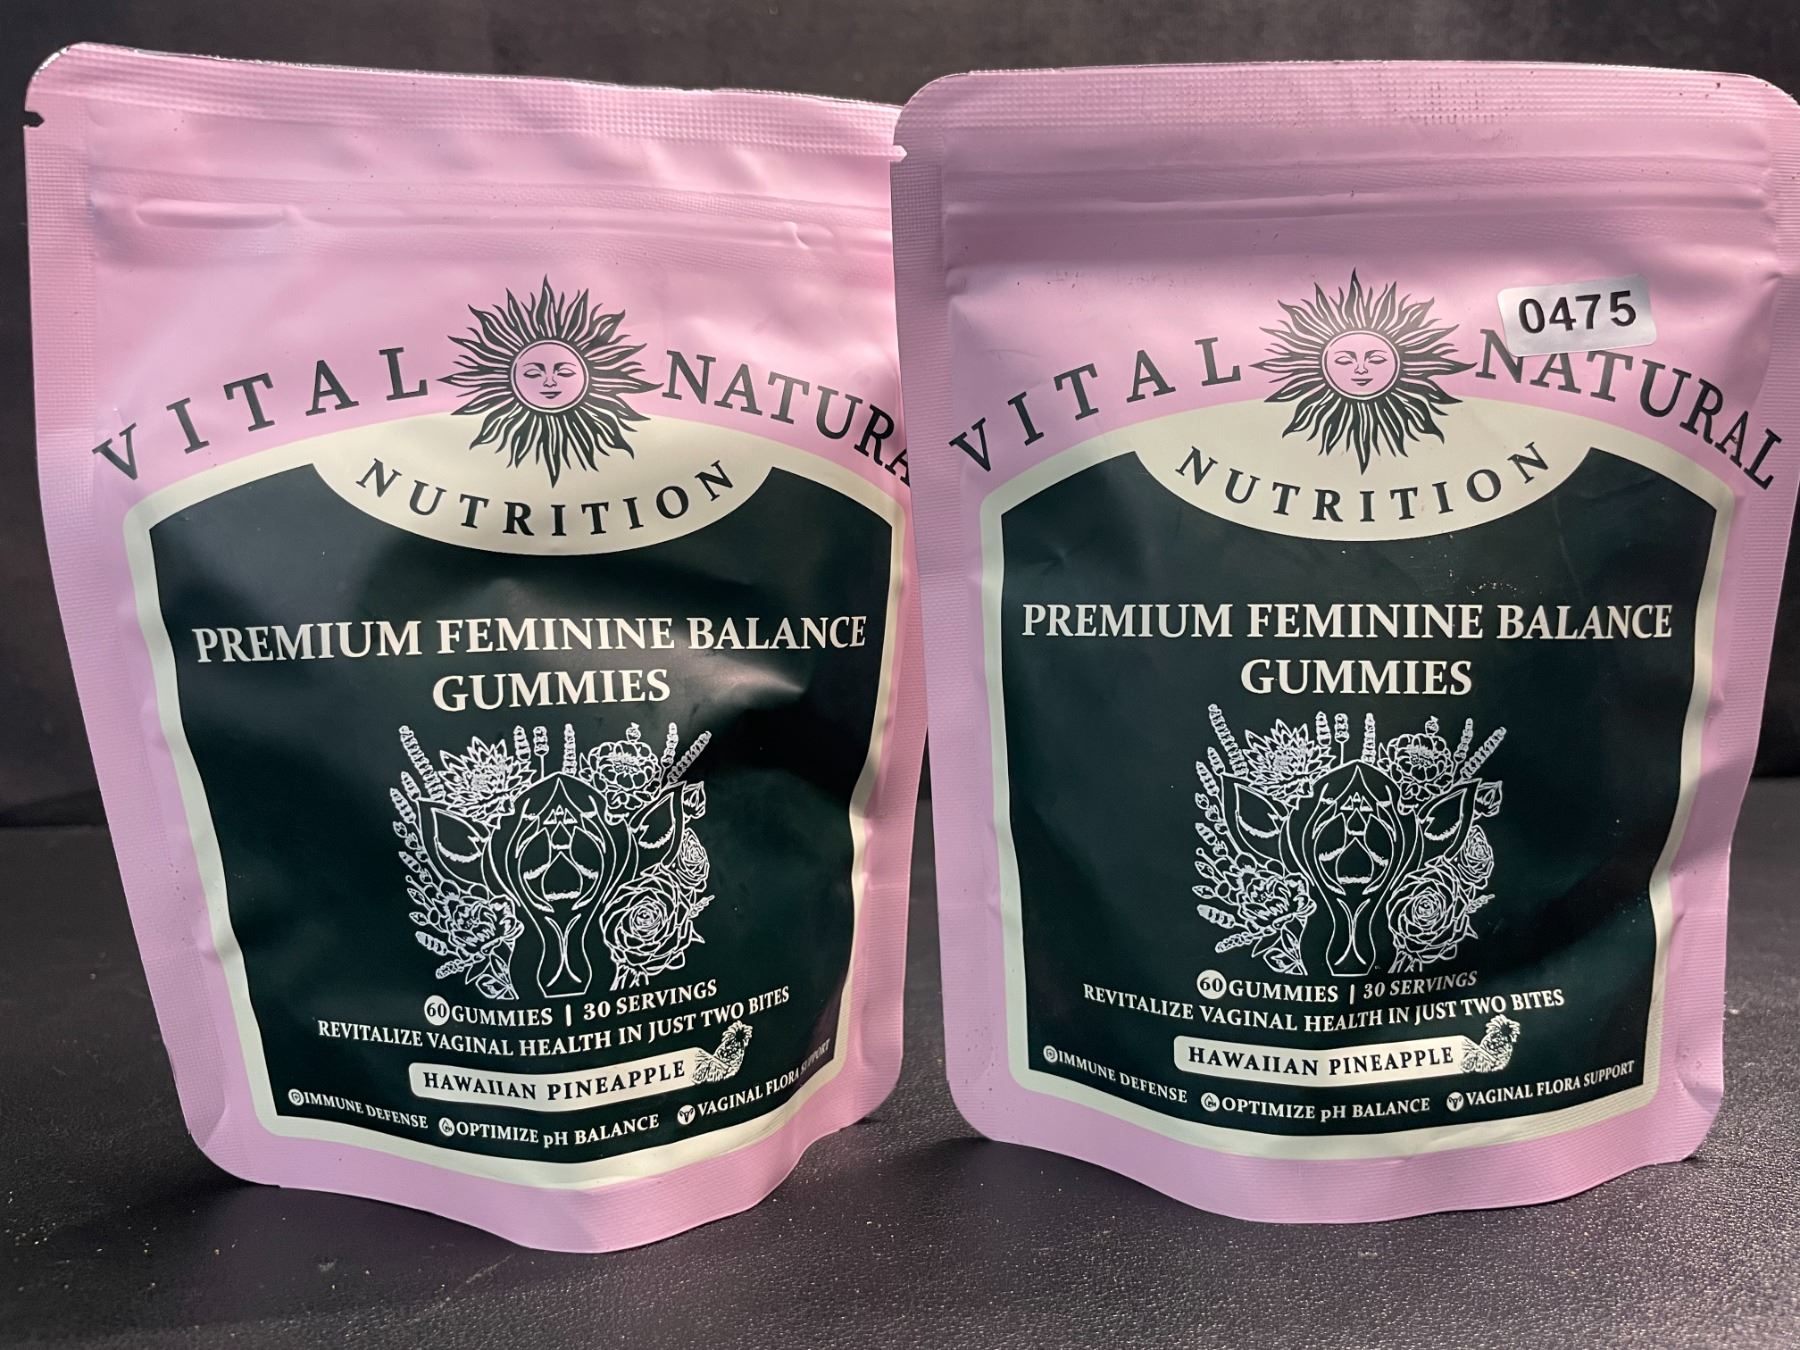 VITAL NATURA
NUTRITION
PREMIUM FEMININE BALANCE
GUMMIES
60 GUMMIES | 30 SERVINGS
REVITALIZE VAGINAL HEALTH IN JUST TWO BITES
HAWAIIAN PINEAPPLE
IMMUNE DEFENSE OPTIMIZE pH BALANCE VAGINAL FLORA SUPPORT
0475
VITAL NATURAL
NUTRITION
PREMIUM FEMININE BALANCE
GUMMIES
60 GUMMIES | 30 SERVINGS
REVITALIZE VAGINAL HEALTH IN JUST TWO BITES
HAWAIIAN PINEAPPLE
IMMUNE DEFENSE OPTIMIZE pH BALANCE VAGINAL FLORA SUPPORT